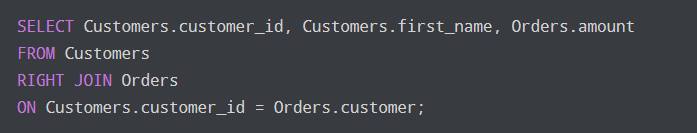 SELECT Customers.customer_id, Customers.first_name, Orders.amount
FROM Customers
RIGHT JOIN Orders
ON Customers.customer_id = Orders.customer;